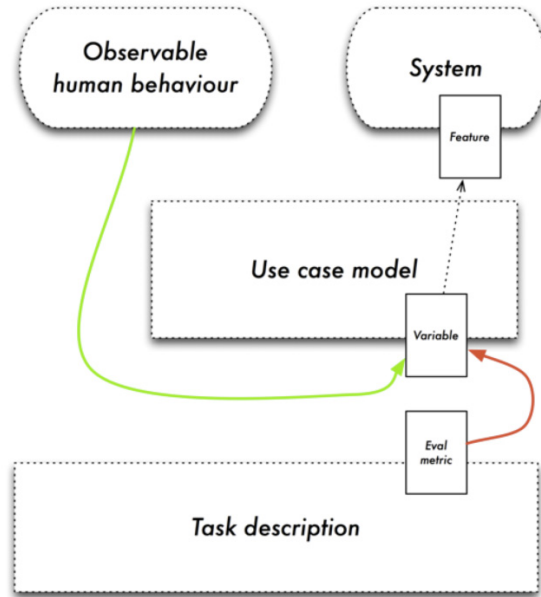 Observable
human behaviour
System
Feature
Use case model
Variable
Eval
metric
Task description